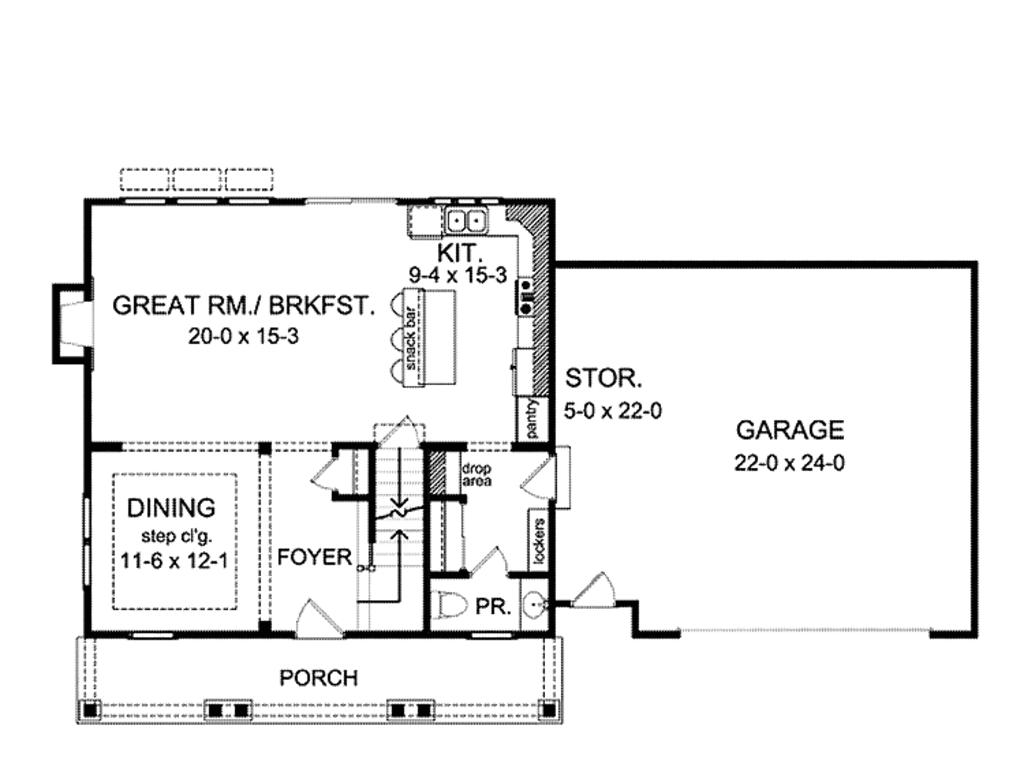 KIT.
9-4 x 15-3
GREAT RM./ BRKFST.
20-0 x 15-3
snack bar
STOR.
5-0 x 22-0
pantry
GARAGE
22-0 x 24-0
drop
area
DINING
step cl'g.
11-6 x 12-1
FOYER
lockers
PR.
PORCH